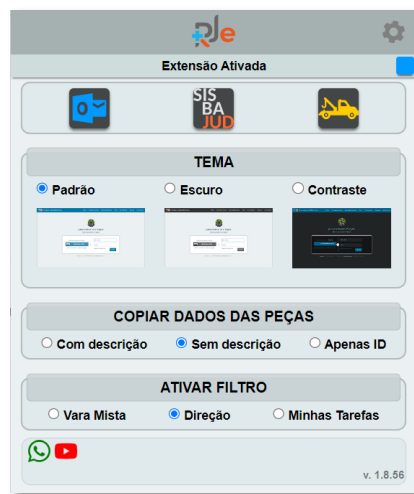 PJe
Extensão Ativada
SIS
BA
JUD
TEMA
Padrão Escuro Contraste
COPIAR DADOS DAS PEÇAS
Com descrição Sem descrição Apenas ID
ATIVAR FILTRO
Vara Mista Direção Minhas Tarefas
v. 1.8.56